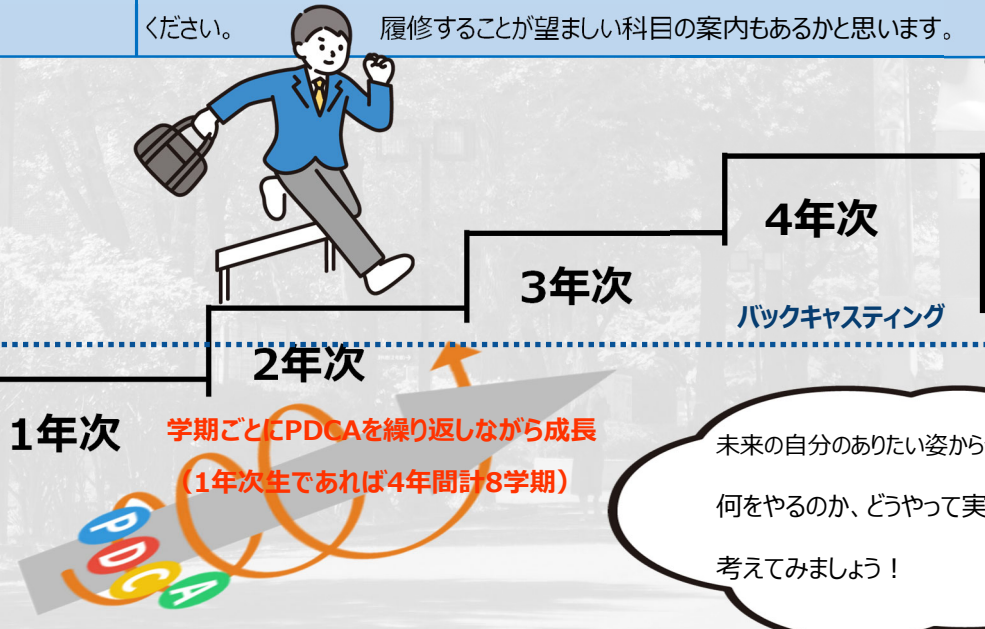 ください。
履修することが望ましい科目の案内もあるかと思います。
4年次
3年次
バックキャスティング
2年次
1年次
学期ごとにPDCAを繰り返しながら成長
（1年次生であれば4年間計8学期）
未来の自分のありたい姿から
何をやるのか、どうやって実
考えてみましょう！
P
D
C
A